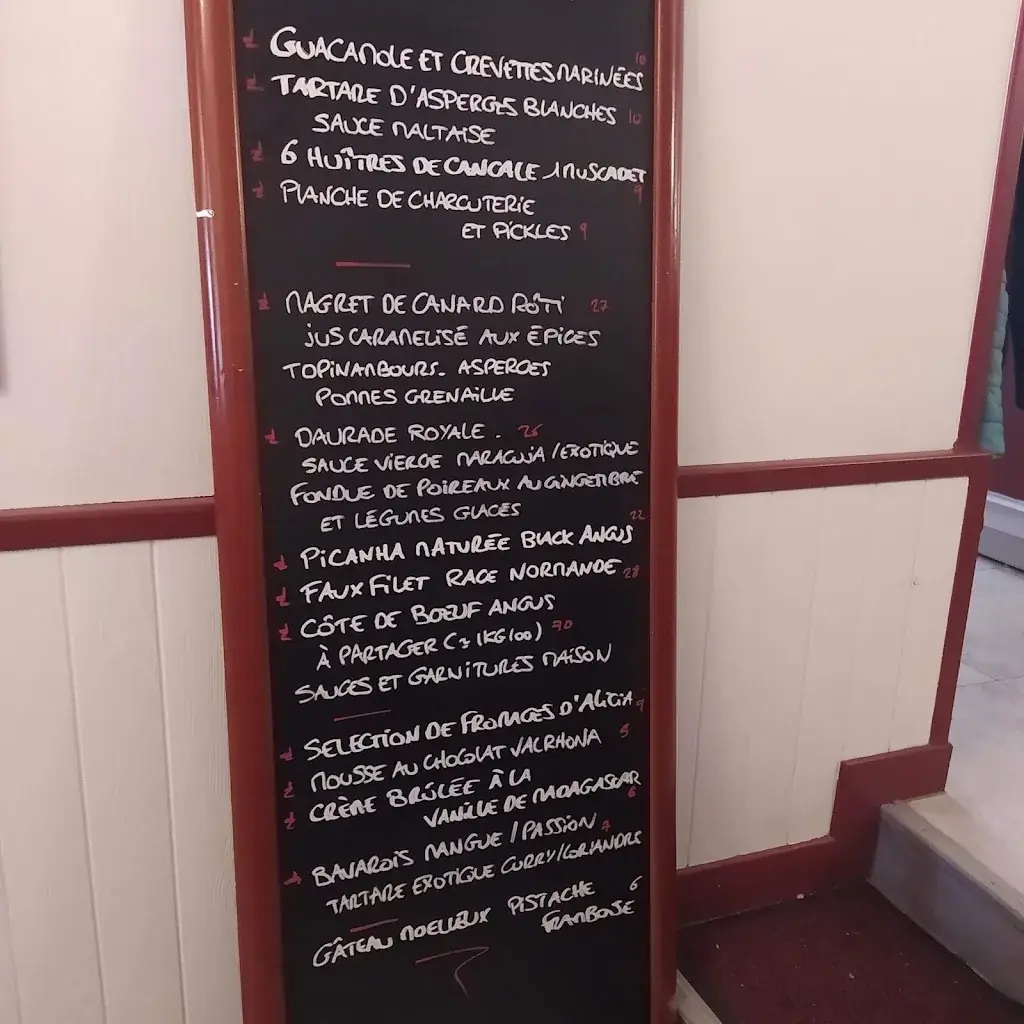 GUACAMOLE ET CREVETTES MARINÉES 10
TARTARE D'ASPERGES BLANCHES 10
SAUCE MALTAISE
6 HUÎTRES DE CANCALE / MUSCADET
9
PLANCHE DE CHARCUTERIE
ET PICKLES 9
MAGRET DE CANARD RÔTI 27
JUS CARAMELISÉ AUX ÉPICES
TOPINAMBOURS. ASPERGES
POMMES GRENAILLE
DAURADE ROYALE. 26
SAUCE VIERGE MARACUJA / EXOTIQUE
FONDUE DE POIREAUX AU GINGEMBRE
ET LÉGUMES GLACÉS
PICANHA MATURÉE BLACK ANGUS 22
FAUX FILET RACE NORMANDE 28
CÔTE DE BOEUF ANGUS
À PARTAGER (± 1KG100) 70
SAUCES ET GARNITURES MAISON
SELECTION DE FROMAGES D'ALICIA 9
MOUSSE AU CHOCOLAT VALRHONA 5
CRÈME BRÛLÉE À LA
VANILLE DE MADAGASCAR
6
BAVAROIS MANGUE / PASSION 7
TARTARE EXOTIQUE CURRY/CORIANDRE
GÂTEAU MOELLEUX PISTACHE 6
FRAMBOISE